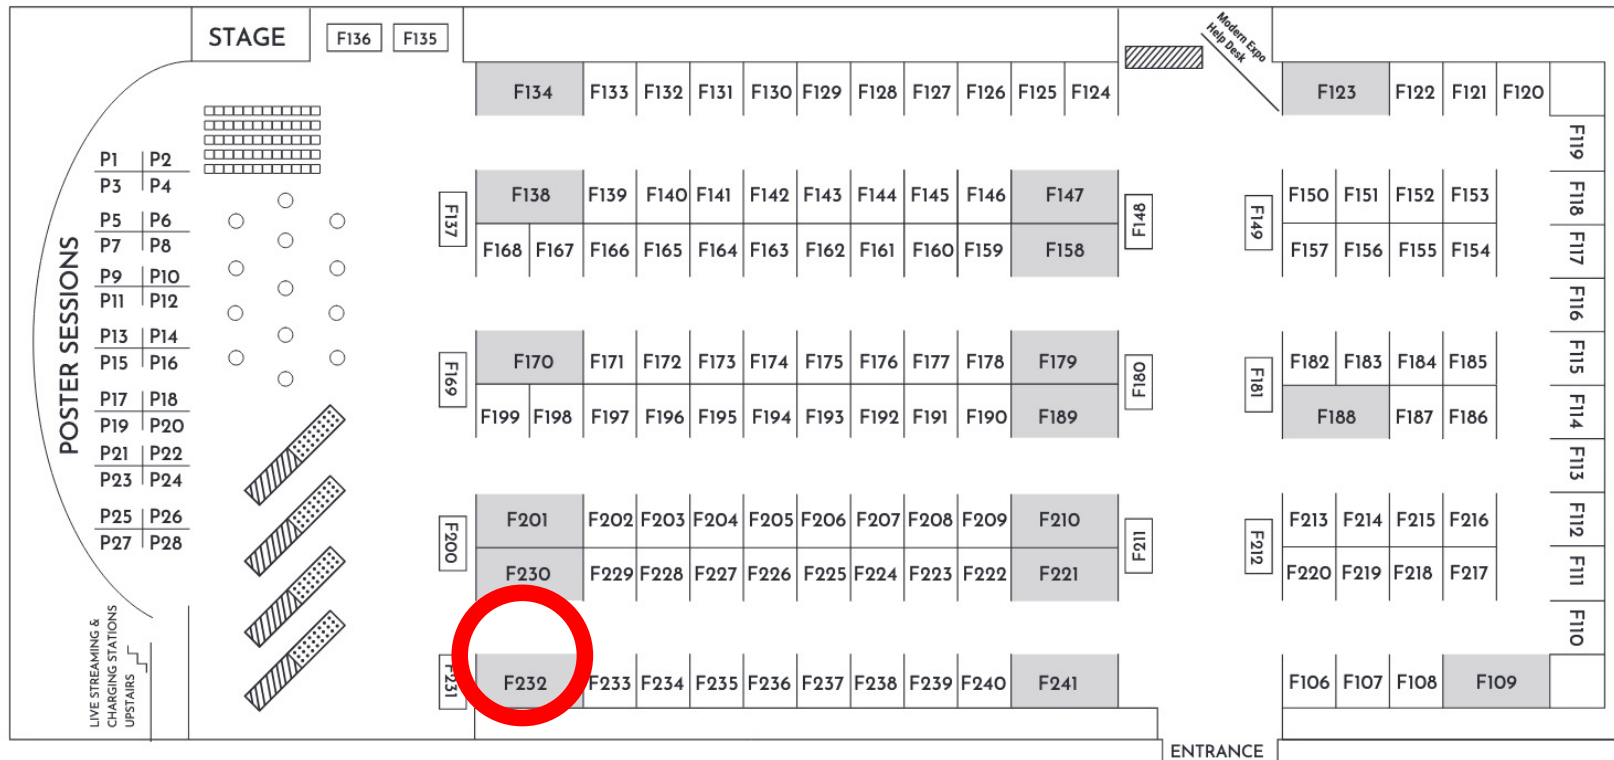 STAGE
F136 F135
Modern Expo
Help Desk
F134 F133 F132 F131 F130 F129 F128 F127 F126 F125 F124
F123 F122 F121 F120
F119
F118
F117
F116
F115
F114
F113
F112
F111
F110
POSTER SESSIONS
P1 P2
P3 P4
P5 P6
P7 P8
P9 P10
P11 P12
P13 P14
P15 P16
P17 P18
P19 P20
P21 P22
P23 P24
P25 P26
P27 P28
F137
F138 F139 F140 F141 F142 F143 F144 F145 F146 F147
F168 F167 F166 F165 F164 F163 F162 F161 F160 F159 F158
F148
F149
F150 F151 F152 F153
F157 F156 F155 F154
F169
F170 F171 F172 F173 F174 F175 F176 F177 F178 F179
F199 F198 F197 F196 F195 F194 F193 F192 F191 F190 F189
F180
F181
F182 F183 F184 F185
F188 F187 F186
F200
F201 F202 F203 F204 F205 F206 F207 F208 F209 F210
F230 F229 F228 F227 F226 F225 F224 F223 F222 F221
F211
F212
F213 F214 F215 F216
F220 F219 F218 F217
F231
F232 F233 F234 F235 F236 F237 F238 F239 F240 F241
F106 F107 F108 F109
LIVE STREAMING &
CHARGING STATIONS
UPSTAIRS
ENTRANCE